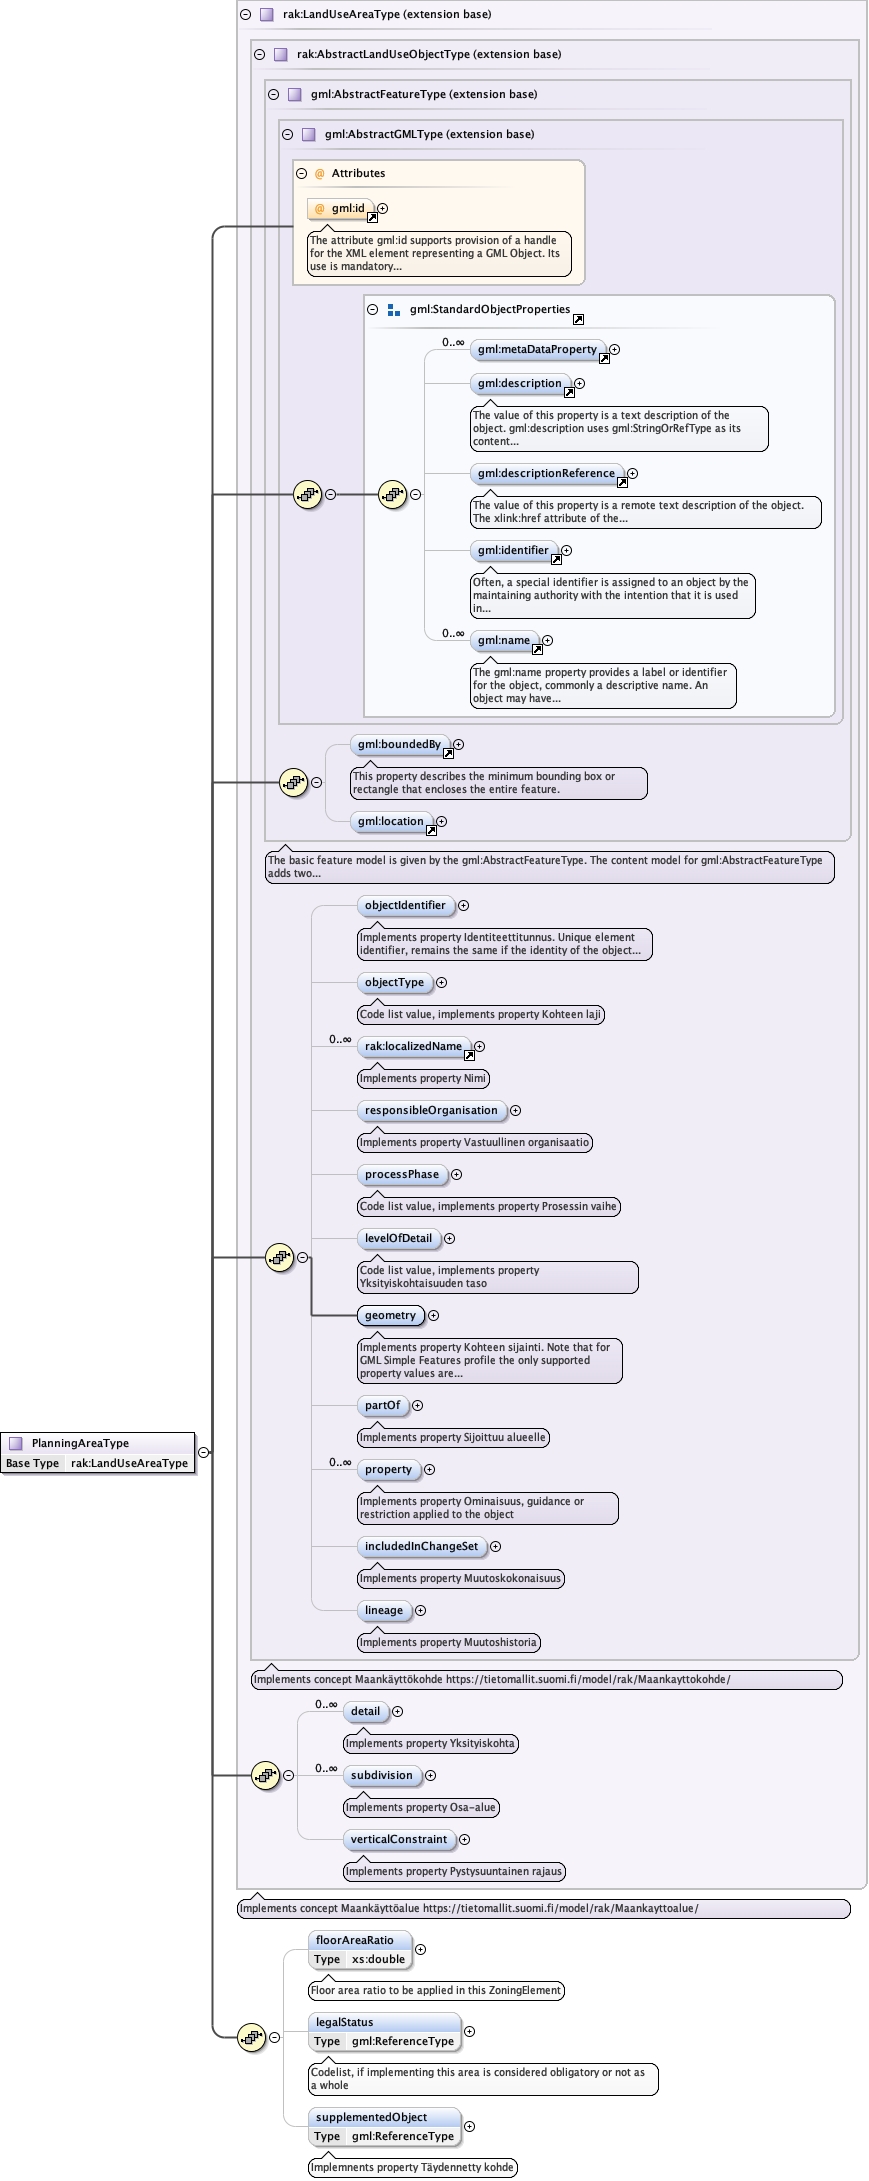 rak:LandUseAreaType (extension base)
rak:AbstractLandUseObjectType (extension base)
gml:AbstractFeatureType (extension base)
gml:AbstractGMLType (extension base)
@ Attributes
@ gml:id
The attribute gml:id supports provision of a handle
for the XML element representing a GML Object. Its
use is mandatory...
gml:StandardObjectProperties
0..∞
gml:metaDataProperty
gml:description
The value of this property is a text description of the
object. gml:description uses gml:StringOrRefType as its
content...
gml:descriptionReference
The value of this property is a remote text description of the object.
The xlink:href attribute of the...
gml:identifier
Often, a special identifier is assigned to an object by the
maintaining authority with the intention that it is used
in...
0..∞
gml:name
The gml:name property provides a label or identifier
for the object, commonly a descriptive name. An
object may have...
gml:boundedBy
This property describes the minimum bounding box or
rectangle that encloses the entire feature.
gml:location
The basic feature model is given by the gml:AbstractFeatureType. The content model for gml:AbstractFeatureType
adds two...
objectIdentifier
Implements property Identiteettitunnus. Unique element
identifier, remains the same if the identity of the object...
objectType
Code list value, implements property Kohteen laji
0..∞
rak:localizedName
Implements property Nimi
responsibleOrganisation
Implements property Vastuullinen organisaatio
processPhase
Code list value, implements property Prosessin vaihe
levelOfDetail
Code list value, implements property
Yksityiskohtaisuuden taso
geometry
Implements property Kohteen sijainti. Note that for
GML Simple Features profile the only supported
property values are...
partOf
Implements property Sijoittuu alueelle
PlanningAreaType
Base Type rak:LandUseAreaType
0..∞
property
Implements property Ominaisuus, guidance or
restriction applied to the object
includedInChangeSet
Implements property Muutoskokonaisuus
lineage
Implements property Muutoshistoria
Implements concept Maankäyttökohde https://tietomallit.suomi.fi/model/rak/Maankayttokohde/
0..∞
detail
Implements property Yksityiskohta
0..∞
subdivision
Implements property Osa-alue
verticalConstraint
Implements property Pystysuuntainen rajaus
Implements concept Maankäyttöalue https://tietomallit.suomi.fi/model/rak/Maankayttoalue/
floorAreaRatio
Type xs:double
Floor area ratio to be applied in this ZoningElement
legalStatus
Type gml:ReferenceType
Codelist, if implementing this area is considered obligatory or not as
a whole
supplementedObject
Type gml:ReferenceType
Implemnents property Täydennetty kohde